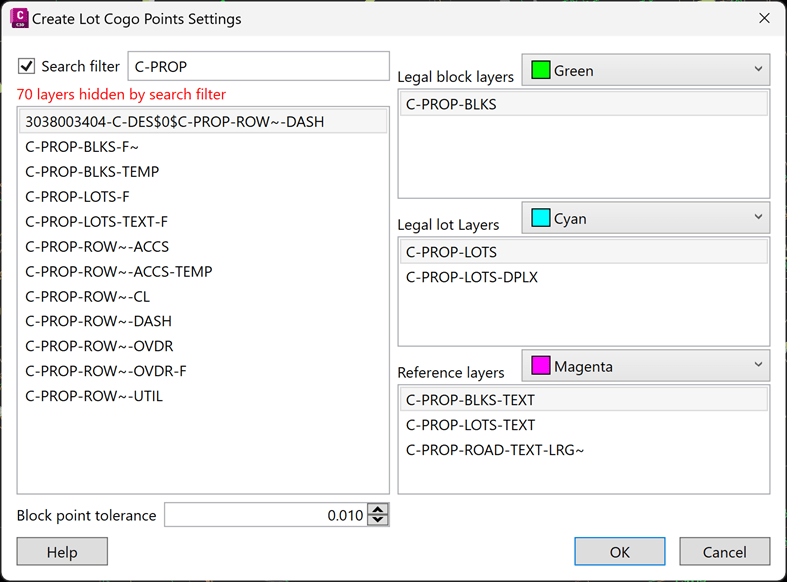 Create Lot Cogo Points Settings
Search filter
C-PROP
70 layers hidden by search filter
3038003404-C-DES$0$C-PROP-ROW~-DASH
C-PROP-BLKS-F~
C-PROP-BLKS-TEMP
C-PROP-LOTS-F
C-PROP-LOTS-TEXT-F
C-PROP-ROW~-ACCS
C-PROP-ROW~-ACCS-TEMP
C-PROP-ROW~-CL
C-PROP-ROW~-DASH
C-PROP-ROW~-OVDR
C-PROP-ROW~-OVDR-F
C-PROP-ROW~-UTIL
Block point tolerance
0.010
Legal block layers
Green
C-PROP-BLKS
Legal lot Layers
Cyan
C-PROP-LOTS
C-PROP-LOTS-DPLX
Reference layers
Magenta
C-PROP-BLKS-TEXT
C-PROP-LOTS-TEXT
C-PROP-ROAD-TEXT-LRG~
Help
OK
Cancel